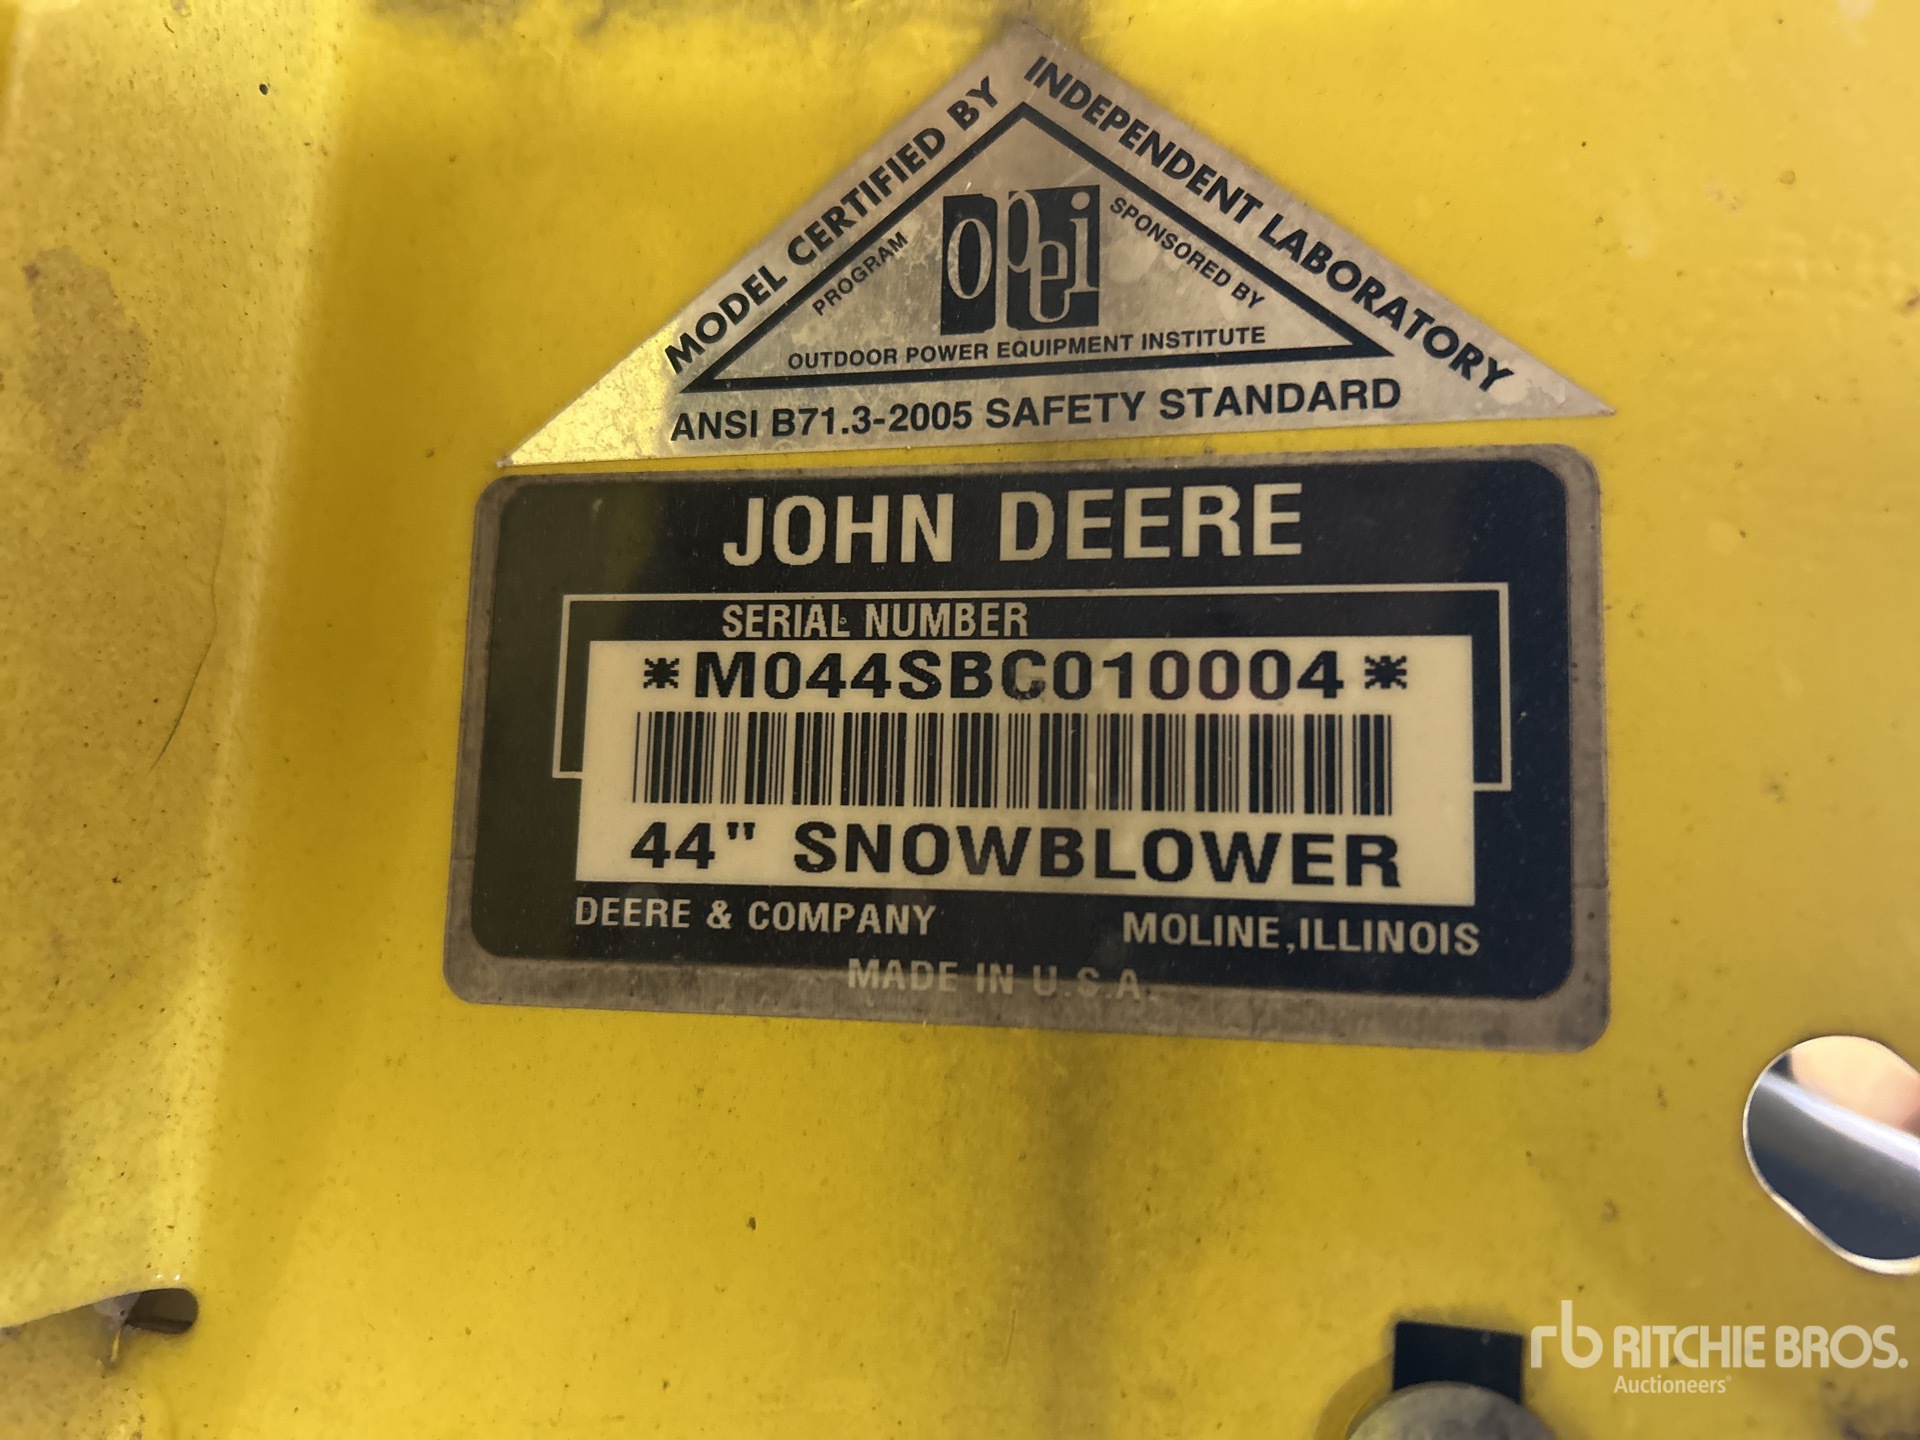 MODEL CERTIFIED BY INDEPENDENT LABORATORY
PROGRAM opei SPONSORED BY
OUTDOOR POWER EQUIPMENT INSTITUTE
ANSI B71.3-2005 SAFETY STANDARD
JOHN DEERE
SERIAL NUMBER
*M044SBC010004*
44" SNOWBLOWER
DEERE & COMPANY MOLINE, ILLINOIS
MADE IN U.S.A.
rb RITCHIE BROS.
Auctioneers